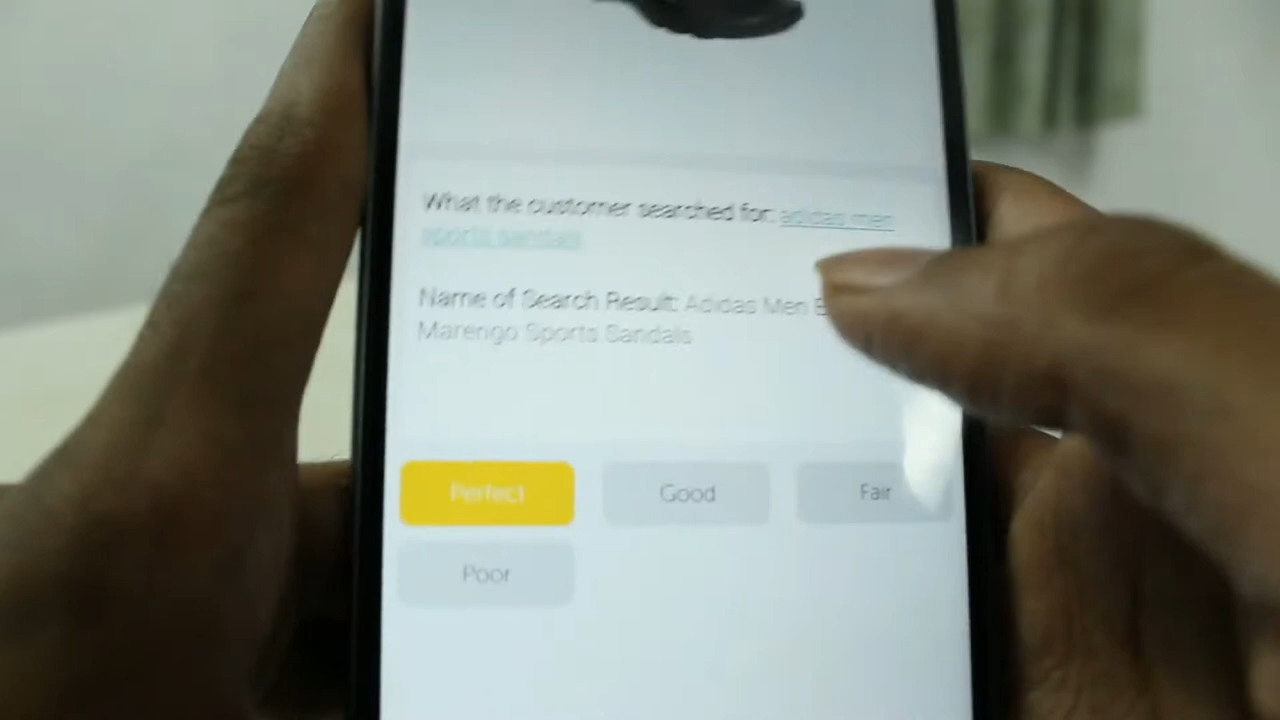 What the customer searched for: adidas men
sports sandals
Name of Search Result: Adidas Men
Marengo Sports Sandals
Perfect Good Fair
Poor